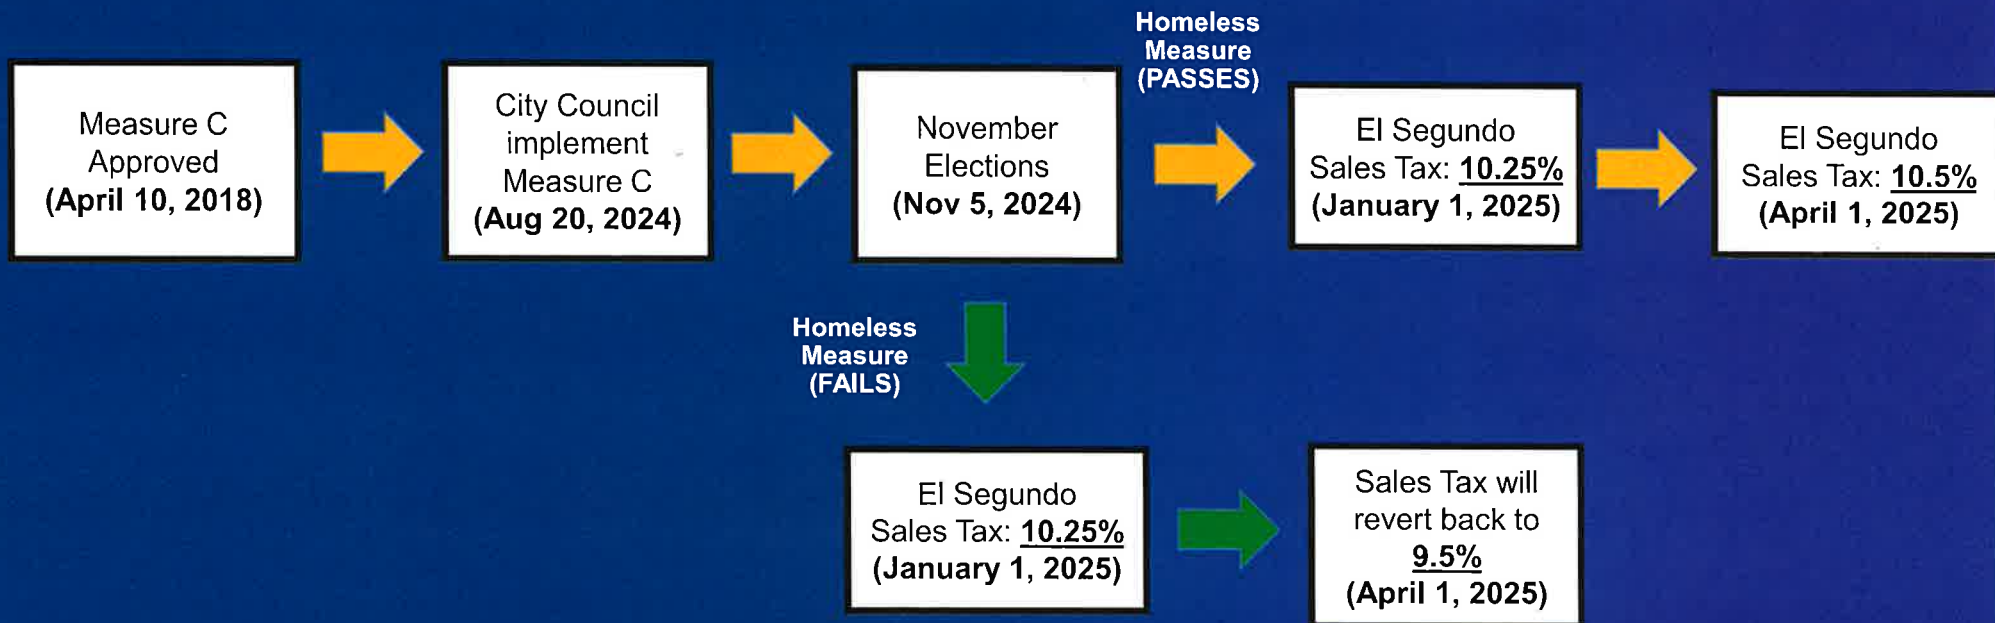 Measure C
Approved
(April 10, 2018)
City Council
implement
Measure C
(Aug 20, 2024)
November
Elections
(Nov 5, 2024)
Homeless
Measure
(PASSES)
El Segundo
Sales Tax: 10.25%
(January 1, 2025)
El Segundo
Sales Tax: 10.5%
(April 1, 2025)
Homeless
Measure
(FAILS)
El Segundo
Sales Tax: 10.25%
(January 1, 2025)
Sales Tax will
revert back to
9.5%
(April 1, 2025)